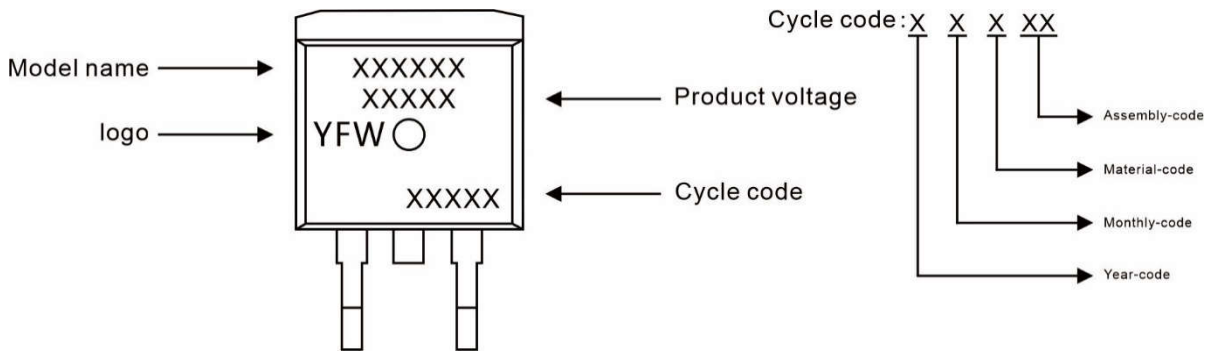 Model name
XXXXXX
XXXXX
Product voltage
logo
YFW
XXXXX
Cycle code
Cycle code: X X X XX
Assembly-code
Material-code
Monthly-code
Year-code